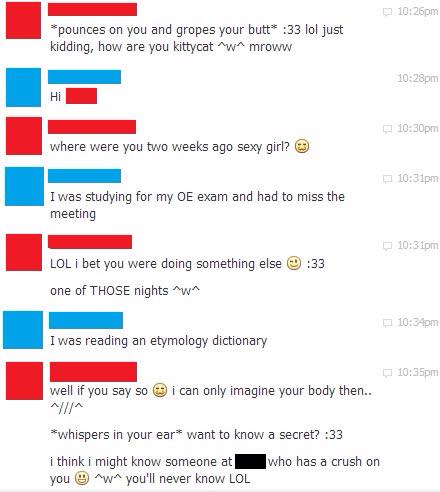 10:26pm
*pounces on you and gropes your butt* :33 lol just
kidding, how are you kittycat ^w^ mroww
10:28pm
Hi
10:30pm
where were you two weeks ago sexy girl?
10:31pm
I was studying for my OE exam and had to miss the
meeting
10:31pm
LOL i bet you were doing something else :33
one of THOSE nights ^w^
10:34pm
I was reading an etymology dictionary
10:35pm
well if you say so i can only imagine your body then..
^///^
*whispers in your ear* want to know a secret? :33
i think i might know someone at who has a crush on
you ^w^ you'll never know LOL